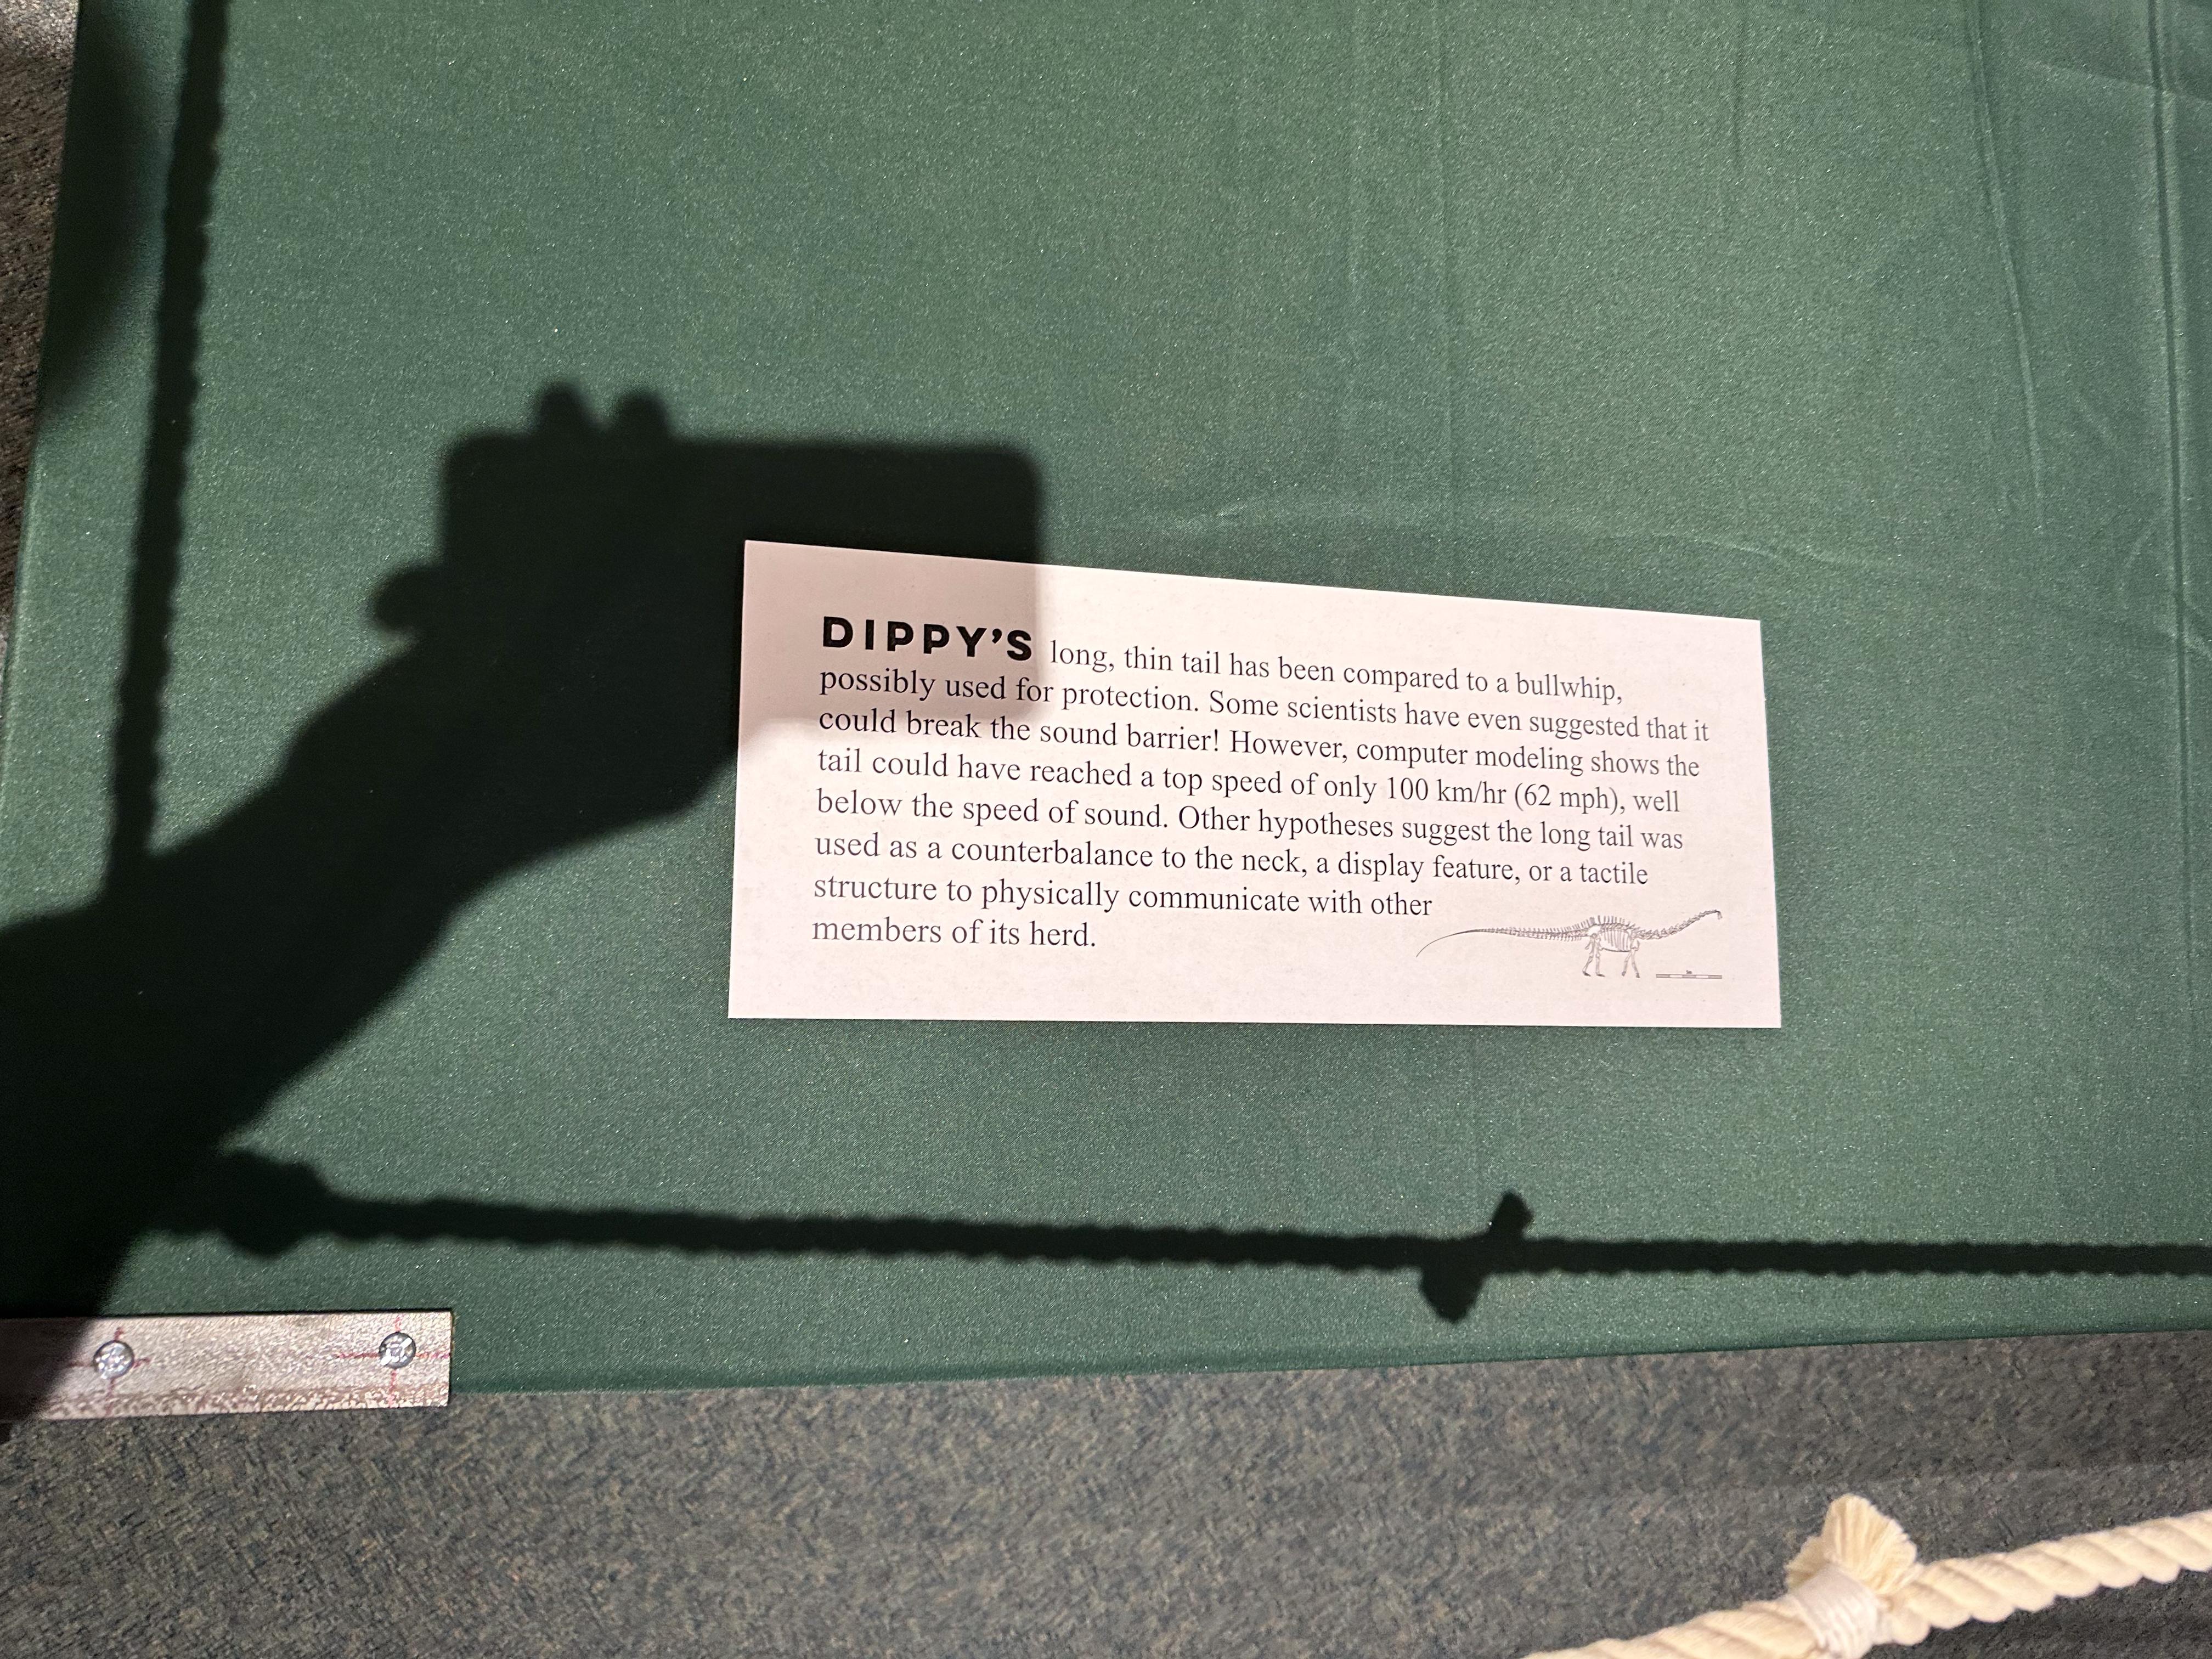 DIPPY'S long, thin tail has been compared to a bullwhip,
possibly used for protection. Some scientists have even suggested that it
could break the sound barrier! However, computer modeling shows the
tail could have reached a top speed of only 100 km/hr (62 mph), well
below the speed of sound. Other hypotheses suggest the long tail was
used as a counterbalance to the neck, a display feature, or a tactile
structure to physically communicate with other
members of its herd.